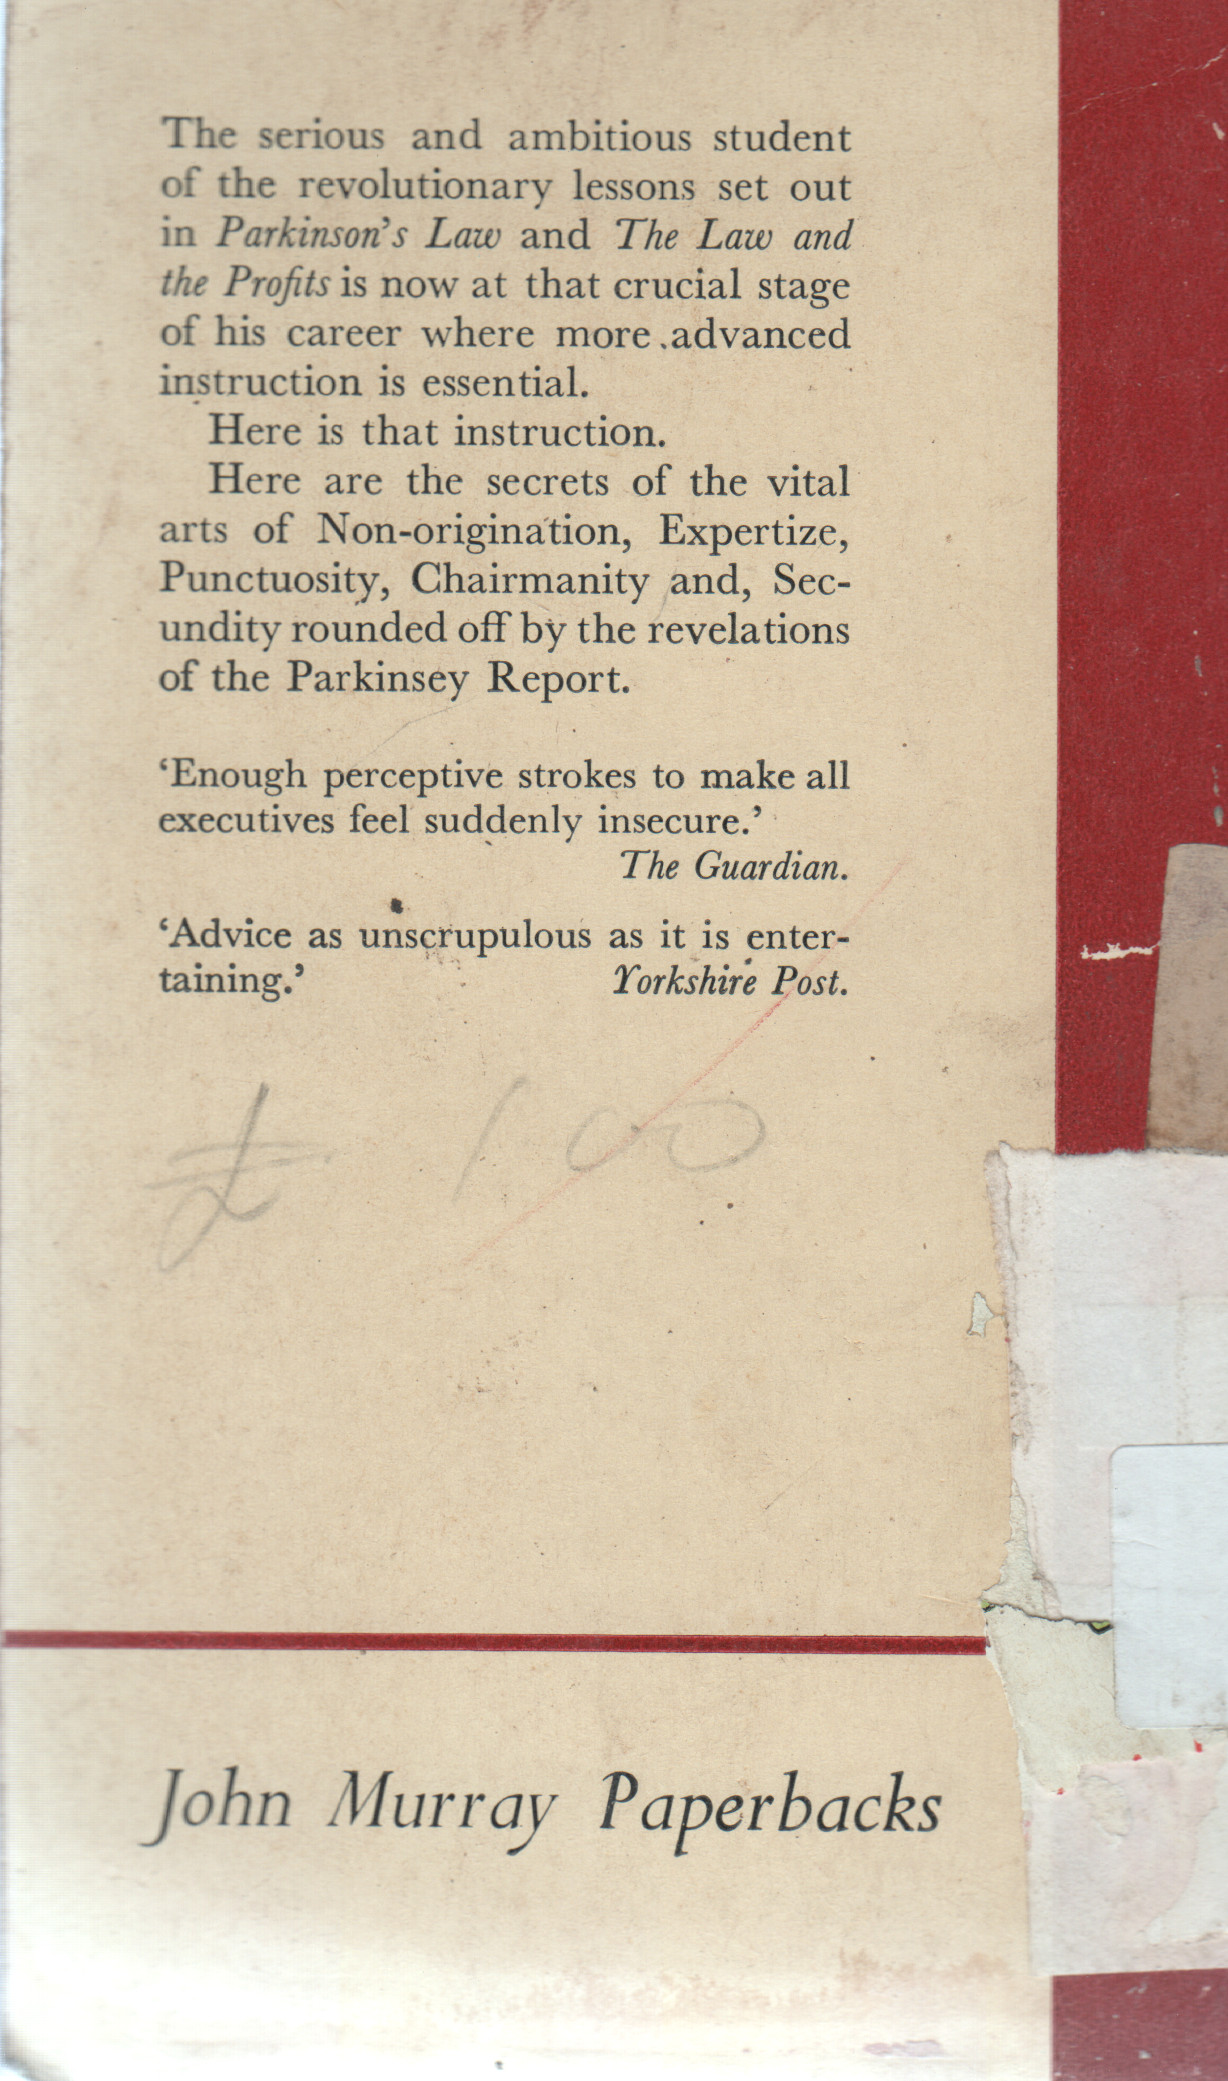 The serious and ambitious student
of the revolutionary lessons set out
in Parkinson's Law and The Law and
the Profits is now at that crucial stage
of his career where more advanced
instruction is essential.
Here is that instruction.
Here are the secrets of the vital
arts of Non-origination, Expertize,
Punctuosity, Chairmanity and, Sec-
undity rounded off by the revelations
of the Parkinsey Report.
‘Enough perceptive strokes to make all
executives feel suddenly insecure.’
The Guardian.
‘Advice as unscrupulous as it is enter-
taining.’ Yorkshire Post.
£ 1 00
John Murray Paperbacks